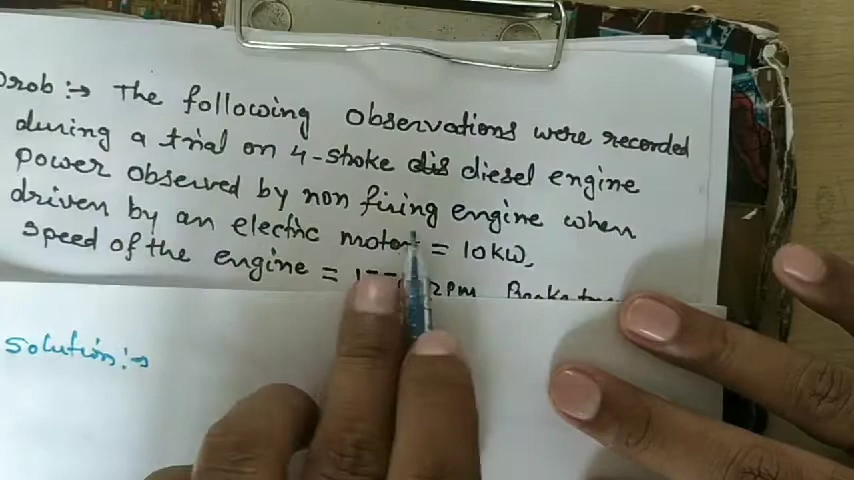 prob :→ The following observations were recorded
during a trial on 4-stroke dis diesel engine
power observed by non firing engine when
driven by an electric motor = 10kW,
speed of the engine = rpm
Solution :→